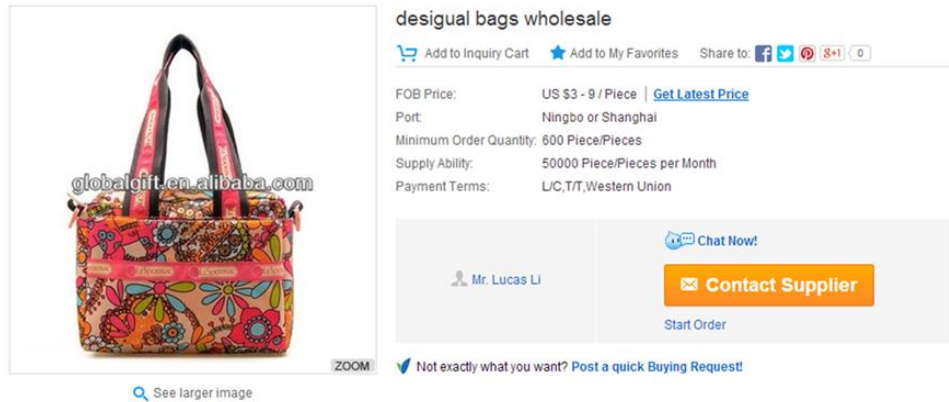 desigual bags wholesale
Add to Inquiry Cart Add to My Favorites Share to: 8+1 0
FOB Price: US $3 - 9 / Piece | Get Latest Price
Port: Ningbo or Shanghai
Minimum Order Quantity: 600 Piece/Pieces
Supply Ability: 50000 Piece/Pieces per Month
Payment Terms: L/C,T/T,Western Union
globalgift.en.alibaba.com
LeSportsac
Chat Now!
Mr. Lucas Li
Contact Supplier
Start Order
ZOOM
Not exactly what you want? Post a quick Buying Request!
See larger image